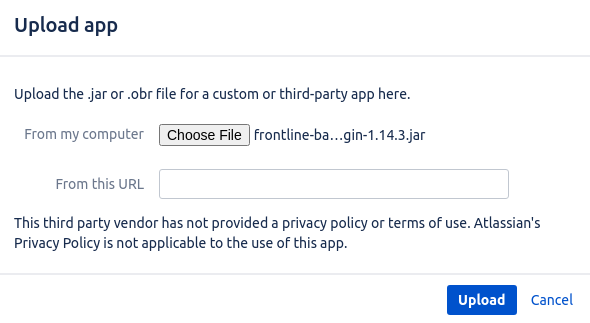 Upload app
Upload the .jar or .obr file for a custom or third-party app here.
From my computer Choose File frontline-ba…gin-1.14.3.jar
From this URL
This third party vendor has not provided a privacy policy or terms of use. Atlassian's
Privacy Policy is not applicable to the use of this app.
Upload Cancel